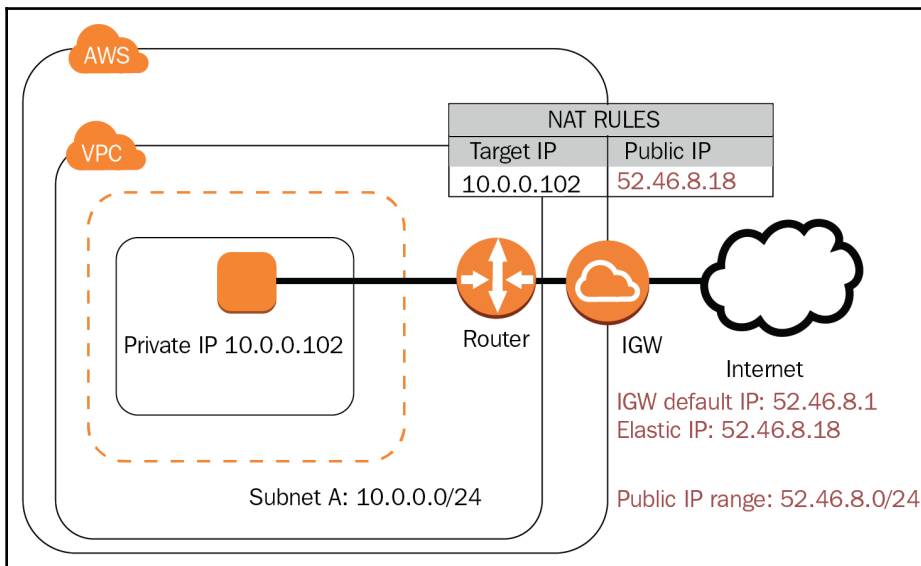 AWS
NAT RULES
Target IP Public IP
10.0.0.102 52.46.8.18
VPC
Private IP 10.0.0.102
Router
IGW
Internet
IGW default IP: 52.46.8.1
Elastic IP: 52.46.8.18
Subnet A: 10.0.0.0/24
Public IP range: 52.46.8.0/24